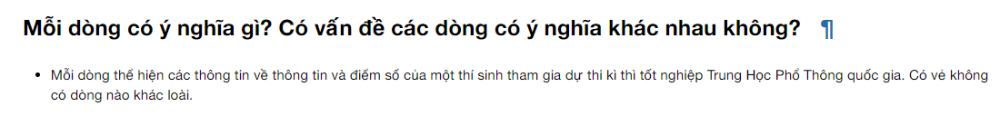 Mỗi dòng có ý nghĩa gì? Có vấn đề các dòng có ý nghĩa khác nhau không? ¶
• Mỗi dòng thể hiện các thông tin về thông tin và điểm số của một thí sinh tham gia dự thi kì thì tốt nghiệp Trung Học Phổ Thông quốc gia. Có vẻ không
có dòng nào khác loài.